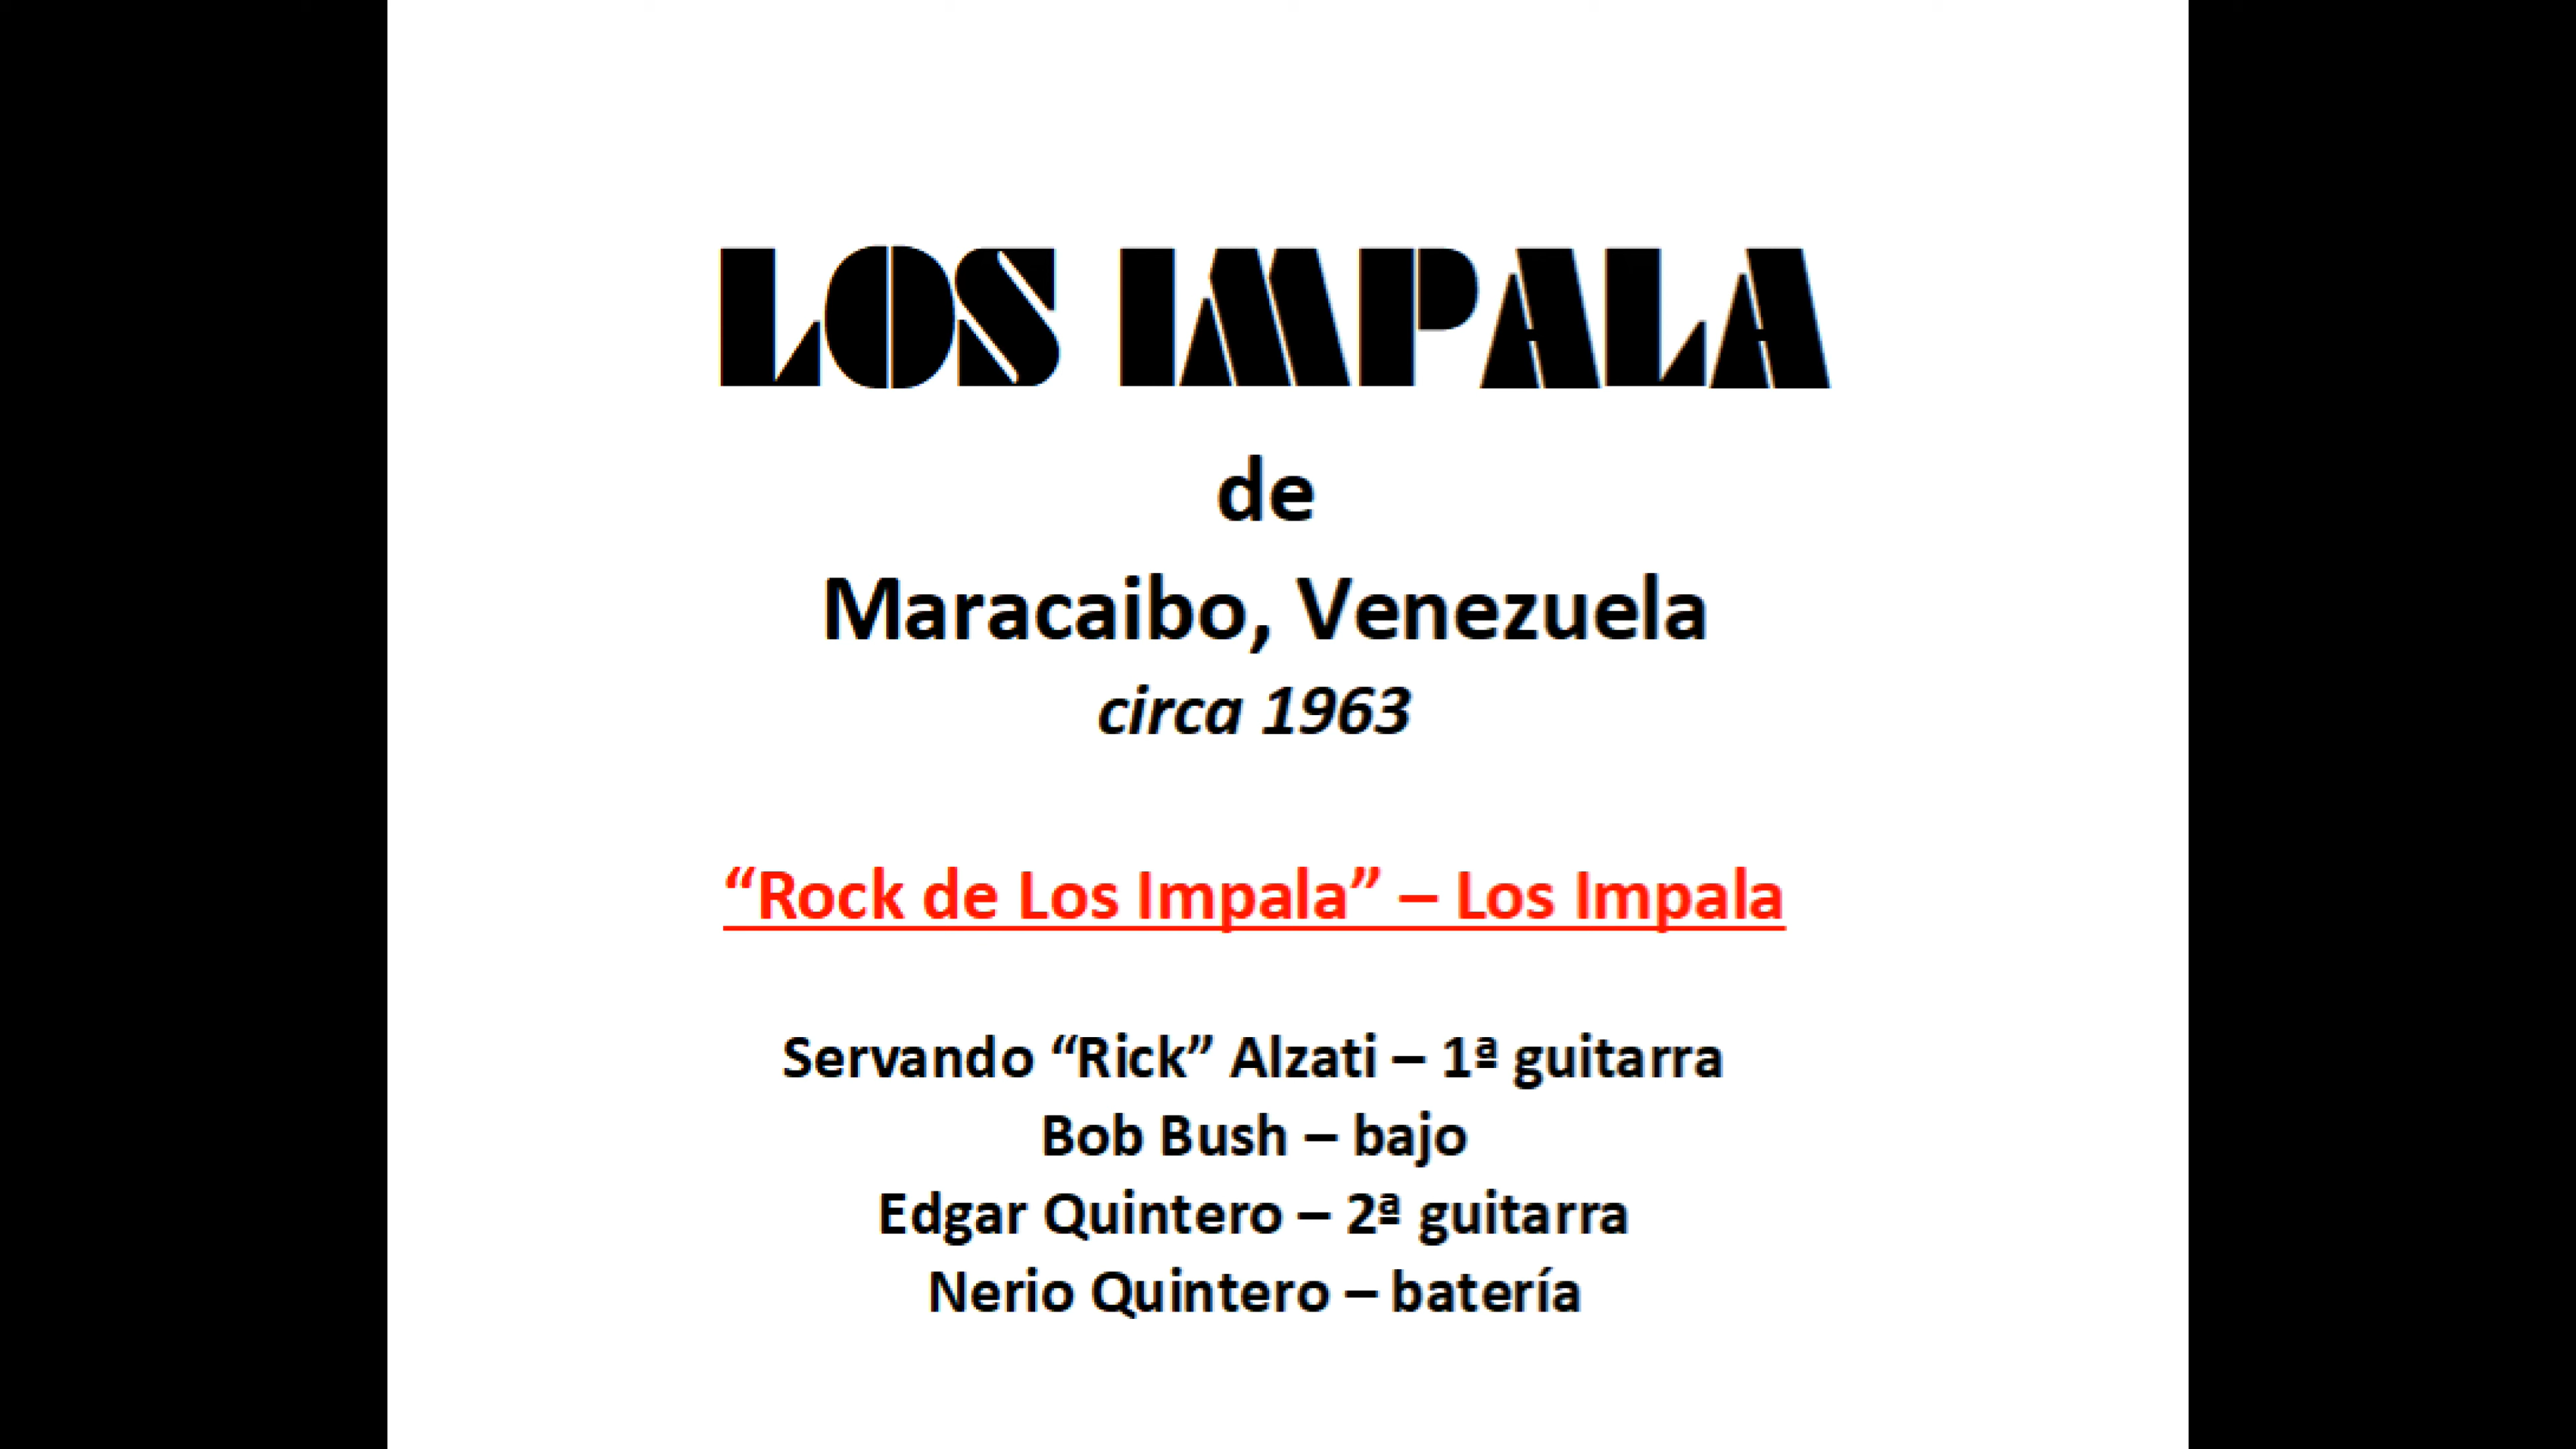 LOS IMPALA
de
Maracaibo, Venezuela
circa 1963
“Rock de Los Impala” – Los Impala
Servando “Rick” Alzati – 1ª guitarra
Bob Bush – bajo
Edgar Quintero – 2ª guitarra
Nerio Quintero – batería